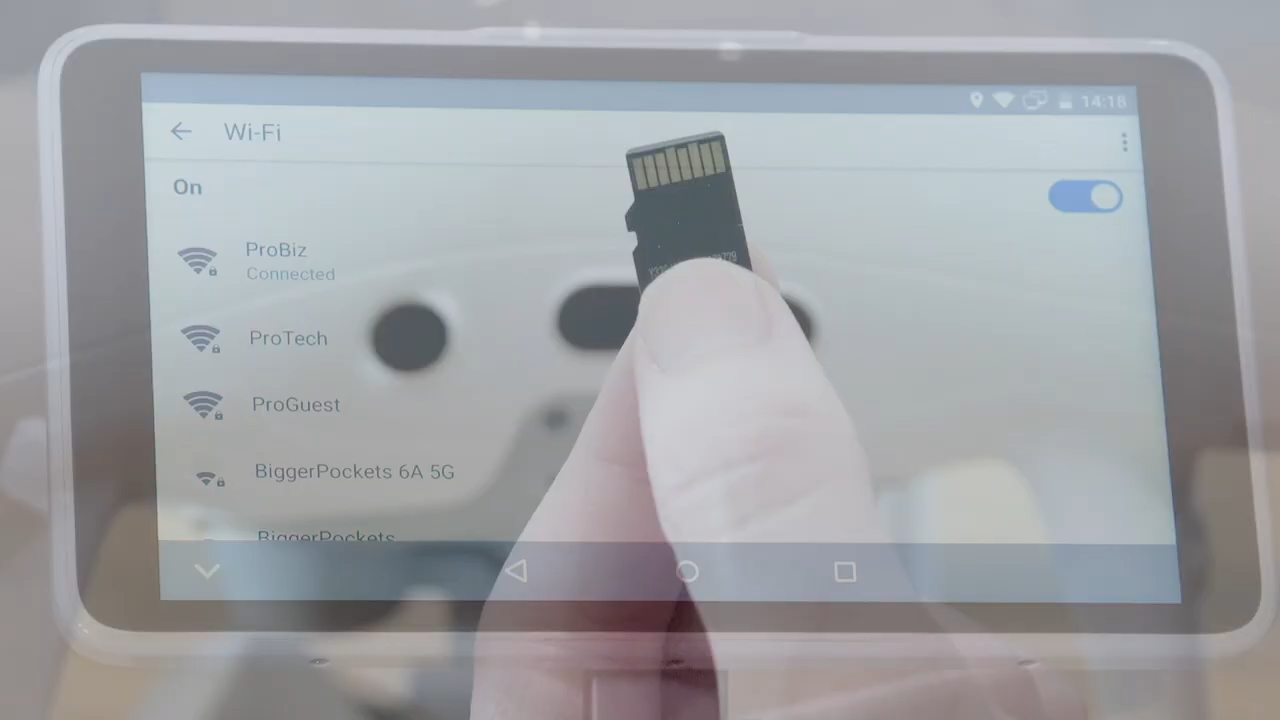 14:18
Wi-Fi
On
ProBiz
Connected
ProTech
ProGuest
BiggerPockets 6A 5G
BiggerPockets